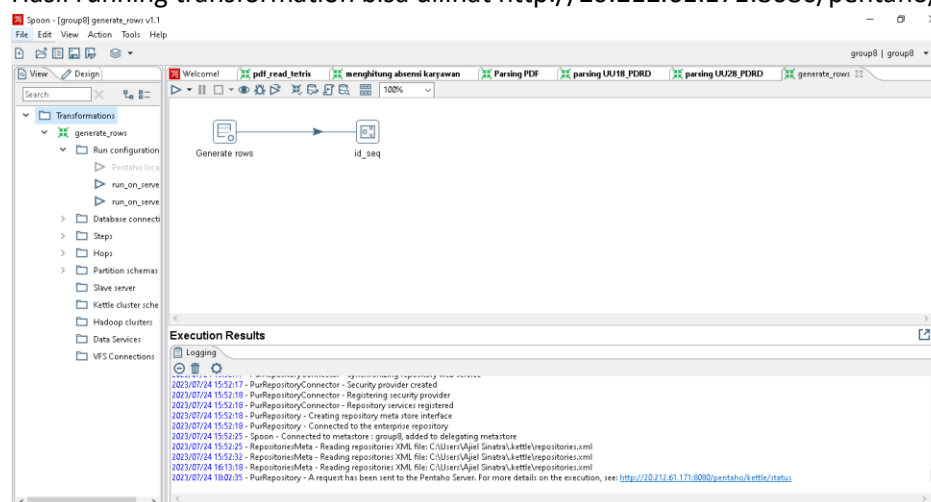 Hasil running transformation bisa dilihat http://20.212.61.171:8080/pentaho/
Spoon - [group8] generate_rows v1.1
File Edit View Action Tools Help
group8 | group8
View Design
Welcome! pdf_read_tetris menghitung absensi karyawan Parsing PDF parsing UU18_PDRD parsing UU28_PDRD generate_rows
Search
100%
Transformations
generate_rows
Run configuration
Pentaho loca
run_on_serve
run_on_serve
Database connecti
Steps
Hops
Partition schemas
Slave server
Kettle cluster sche
Hadoop clusters
Data Services
VFS Connections
Generate rows
id_seq
Execution Results
Logging
2023/07/24 15:52:17 - PurRepositoryConnector - Security provider created
2023/07/24 15:52:18 - PurRepositoryConnector - Registering security provider
2023/07/24 15:52:18 - PurRepositoryConnector - Repository services registered
2023/07/24 15:52:18 - PurRepository - Creating repository meta store interface
2023/07/24 15:52:18 - PurRepository - Connected to the enterprise repository
2023/07/24 15:52:25 - Spoon - Connected to metastore : group8, added to delegating metastore
2023/07/24 15:52:25 - RepositoriesMeta - Reading repositories XML file: C:\Users\Ajiel Sinatra\.kettle\repositories.xml
2023/07/24 15:52:32 - RepositoriesMeta - Reading repositories XML file: C:\Users\Ajiel Sinatra\.kettle\repositories.xml
2023/07/24 16:13:18 - RepositoriesMeta - Reading repositories XML file: C:\Users\Ajiel Sinatra\.kettle\repositories.xml
2023/07/24 18:02:35 - PurRepository - A request has been sent to the Pentaho Server. For more details on the execution, see: http://20.212.61.171:8080/pentaho/kettle/status